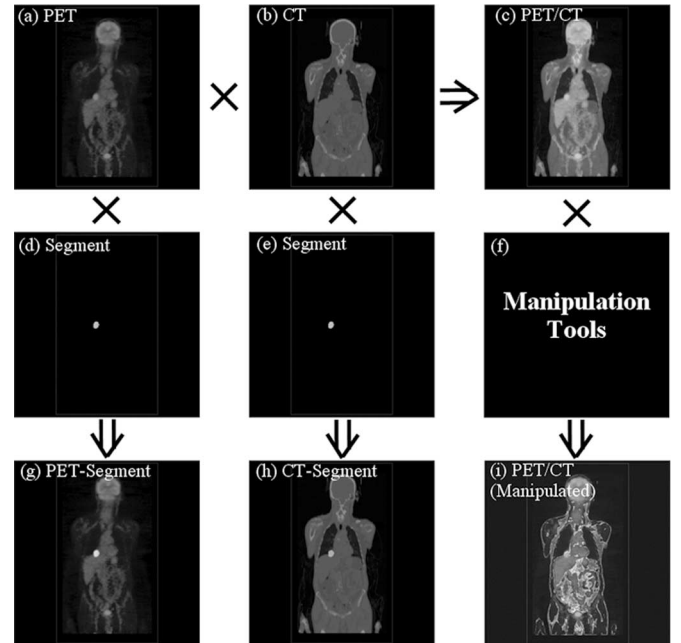 (a) PET
(b) CT
(c) PET/CT
(d) Segment
(e) Segment
(f)
Manipulation
Tools
(g) PET-Segment
(h) CT-Segment
(i) PET/CT
(Manipulated)